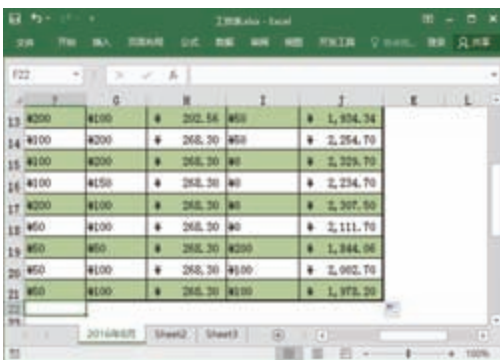 工资表.xlsx - Excel
文件 开始 插入 页面布局 公式 数据 审阅 视图 开发工具 登录 共享
F22
F G H I J K L
13 ¥200 ¥100 ¥ 202.56 ¥50 ¥ 1,934.34
14 ¥100 ¥200 ¥ 268.30 ¥50 ¥ 2,254.70
15 ¥100 ¥200 ¥ 268.30 ¥0 ¥ 2,329.70
16 ¥100 ¥150 ¥ 268.30 ¥0 ¥ 2,234.70
17 ¥200 ¥100 ¥ 268.30 ¥0 ¥ 2,307.50
18 ¥50 ¥100 ¥ 268.30 ¥0 ¥ 2,111.70
19 ¥50 ¥50 ¥ 268.30 ¥200 ¥ 1,844.06
20 ¥50 ¥100 ¥ 268.30 ¥100 ¥ 2,002.70
21 ¥50 ¥100 ¥ 268.30 ¥100 ¥ 1,973.20
22
2016年8月 Sheet2 Sheet3
100%